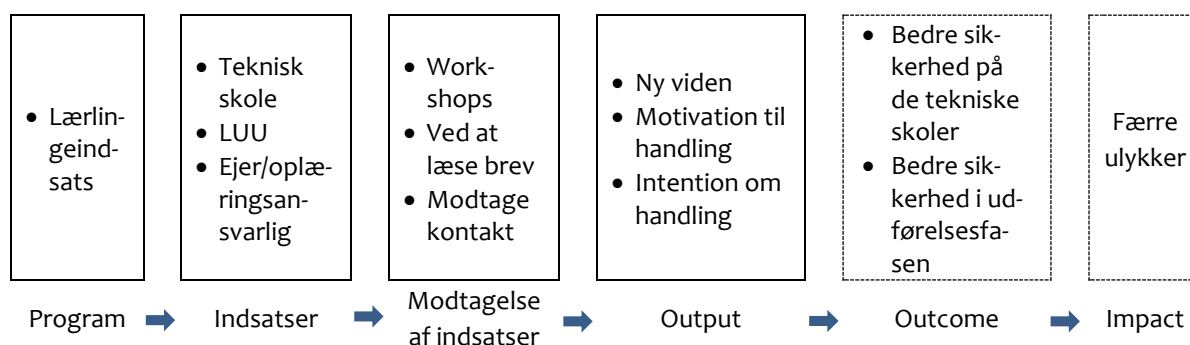 Lærlin-
geind-
sats
Teknisk
skole
LUU
Ejer/oplæ-
ringsan-
svarlig
Work-
shops
Ved at
læse brev
Modtage
kontakt
Ny viden
Motivation til
handling
Intention om
handling
Bedre sik-
kerhed på
de tekniske
skoler
Bedre sik-
kerhed i ud-
førelsesfa-
sen
Færre
ulykker
Program
Indsatser
Modtagelse
af indsatser
Output
Outcome
Impact